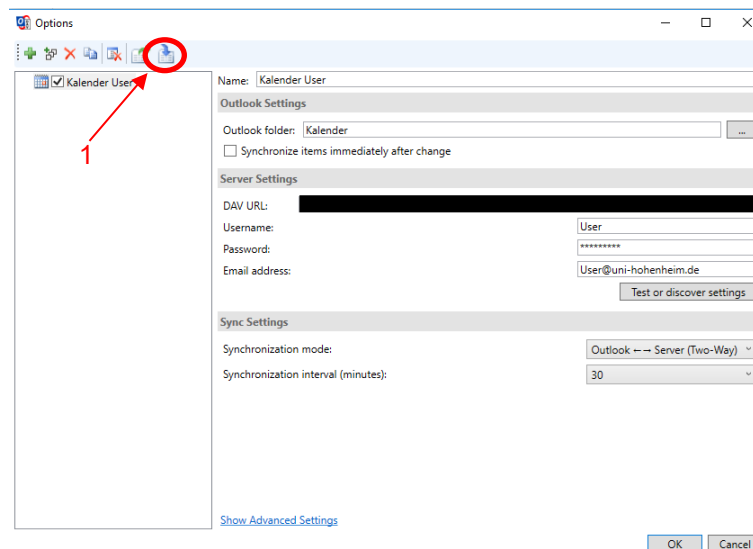 Options
Kalender User
Name: Kalender User
Outlook Settings
Outlook folder: Kalender ...
Synchronize items immediately after change
Server Settings
DAV URL:
Username: User
Password: *********
Email address: User@uni-hohenheim.de
Test or discover settings
Sync Settings
Synchronization mode: Outlook ←→ Server (Two-Way)
Synchronization interval (minutes): 30
Show Advanced Settings
OK Cancel
1